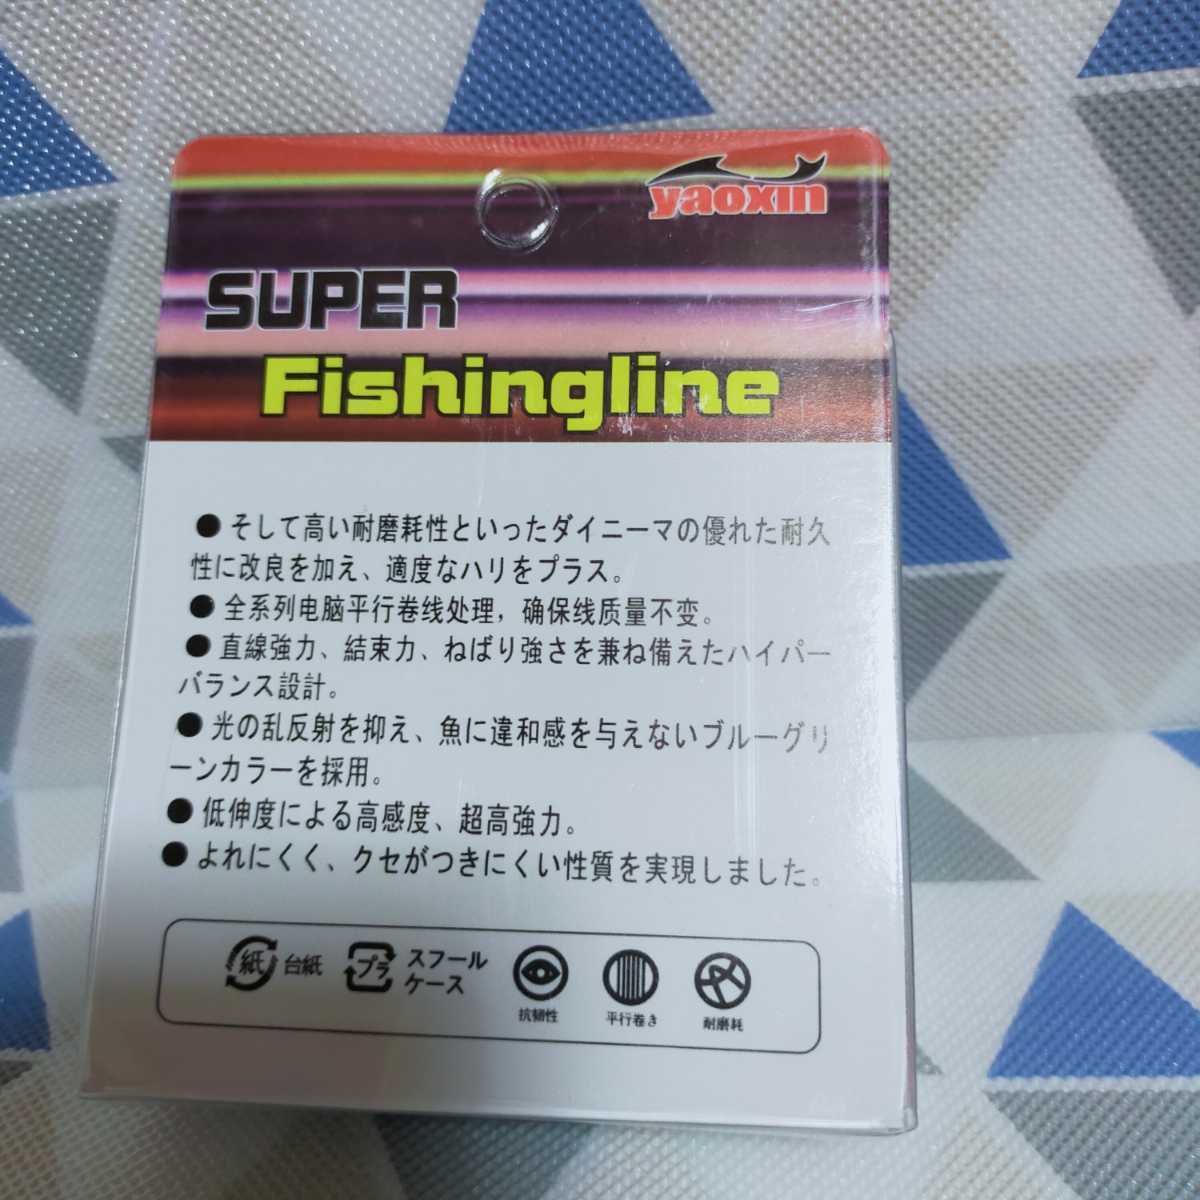 yaoxin
SUPER
Fishingline
●そして高い耐磨耗性といったダイニーマの優れた耐久
性に改良を加え、適度なハリをプラス。
●全系列电脑平行卷线处理，确保线质量不变。
●直線強力、結束力、ねばり強さを兼ね備えたハイパー
バランス設計。
●光の乱反射を抑え、魚に違和感を与えないブルーグリ
ーンカラーを採用。
●低伸度による高感度、超高強力。
●よれにくく、クセがつきにくい性質を実現しました。
紙 台紙 プラ スフール
ケース
抗韧性 平行巻き 耐磨耗